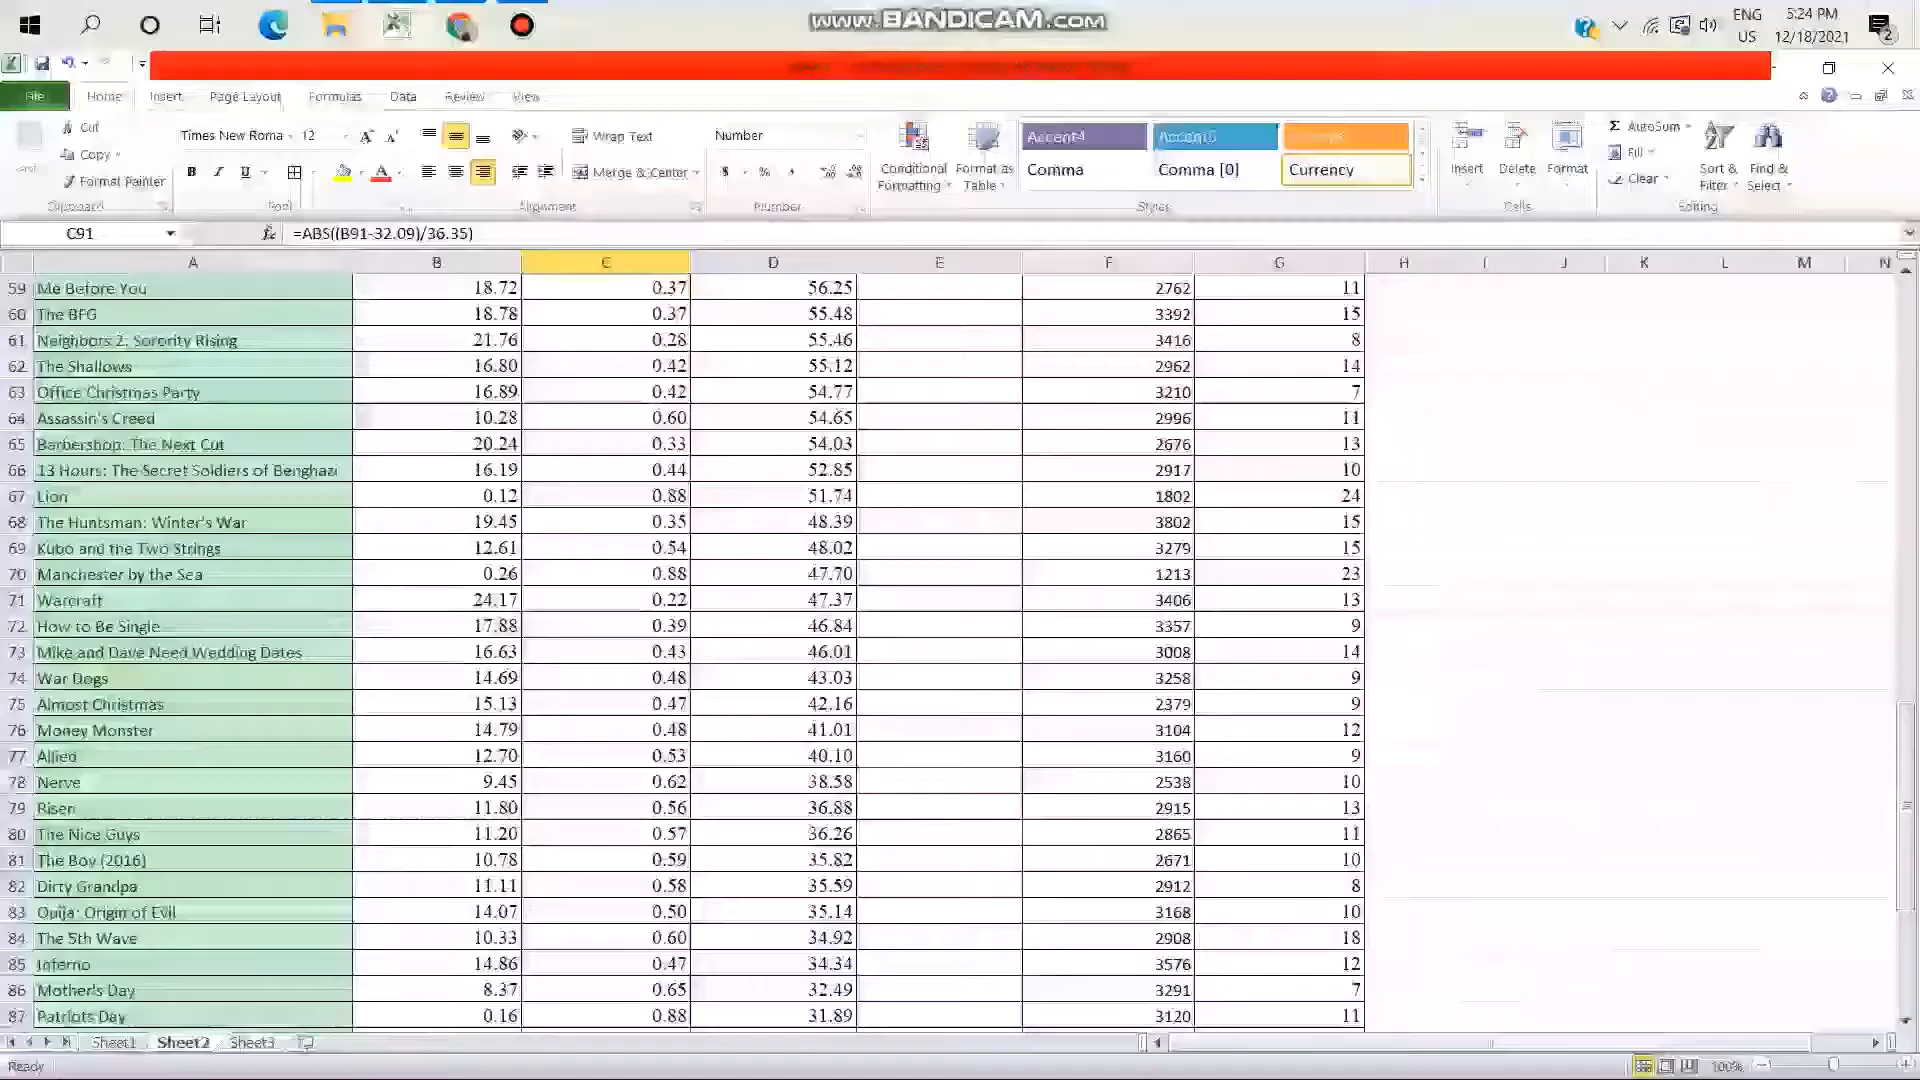 www.BANDICAM.com
ENG 5:24 PM
US 12/18/2021 2
File Home Insert Page Layout Formulas Data Review View
Cut Times New Roma 12 Wrap Text Number Accent4 Accent5 AutoSum
Copy Fill
Format Painter B I U Merge & Center $ % , Conditional Formatting Format as Table Comma Comma [0] Currency Insert Delete Format Clear Sort & Filter Find & Select
Clipboard Font Alignment Number Styles Cells Editing
C91 fx =ABS((B91-32.09)/36.35)
A B C D E F G H I J K L M N
59 Me Before You 18.72 0.37 56.25 2762 11
60 The BFG 18.78 0.37 55.48 3392 15
61 Neighbors 2: Sorority Rising 21.76 0.28 55.46 3416 8
62 The Shallows 16.80 0.42 55.12 2962 14
63 Office Christmas Party 16.89 0.42 54.77 3210 7
64 Assassin's Creed 10.28 0.60 54.65 2996 11
65 Barbershop: The Next Cut 20.24 0.33 54.03 2676 13
66 13 Hours: The Secret Soldiers of Benghazi 16.19 0.44 52.85 2917 10
67 Lion 0.12 0.88 51.74 1802 24
68 The Huntsman: Winter's War 19.45 0.35 48.39 3802 15
69 Kubo and the Two Strings 12.61 0.54 48.02 3279 15
70 Manchester by the Sea 0.26 0.88 47.70 1213 23
71 Warcraft 24.17 0.22 47.37 3406 13
72 How to Be Single 17.88 0.39 46.84 3357 9
73 Mike and Dave Need Wedding Dates 16.63 0.43 46.01 3008 14
74 War Dogs 14.69 0.48 43.03 3258 9
75 Almost Christmas 15.13 0.47 42.16 2379 9
76 Money Monster 14.79 0.48 41.01 3104 12
77 Allied 12.70 0.53 40.10 3160 9
78 Nerve 9.45 0.62 38.58 2538 10
79 Risen 11.80 0.56 36.88 2915 13
80 The Nice Guys 11.20 0.57 36.26 2865 11
81 The Boy (2016) 10.78 0.59 35.82 2671 10
82 Dirty Grandpa 11.11 0.58 35.59 2912 8
83 Ouija: Origin of Evil 14.07 0.50 35.14 3168 10
84 The 5th Wave 10.33 0.60 34.92 2908 18
85 Inferno 14.86 0.47 34.34 3576 12
86 Mother's Day 8.37 0.65 32.49 3291 7
87 Patriots Day 0.16 0.88 31.89 3120 11
Sheet1 Sheet2 Sheet3
Ready 100%